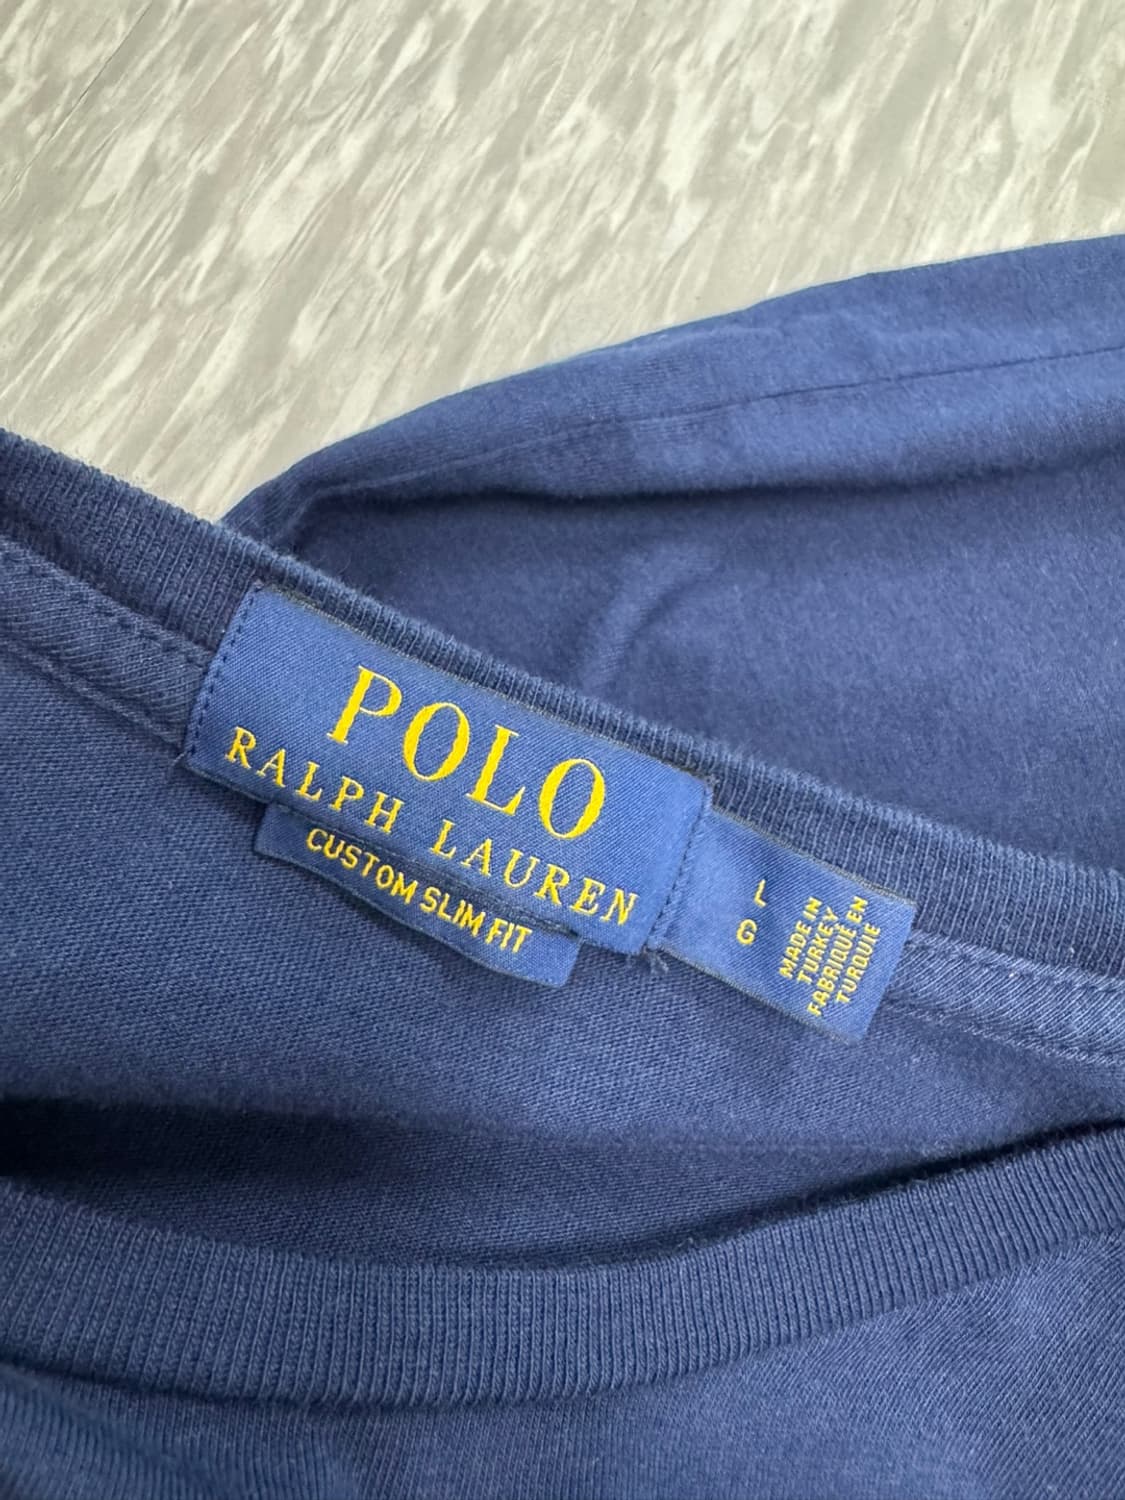 POLO
RALPH LAUREN
CUSTOM SLIM FIT
L
G
MADE IN
TURKEY
FABRIQUÉ EN
TURQUIE